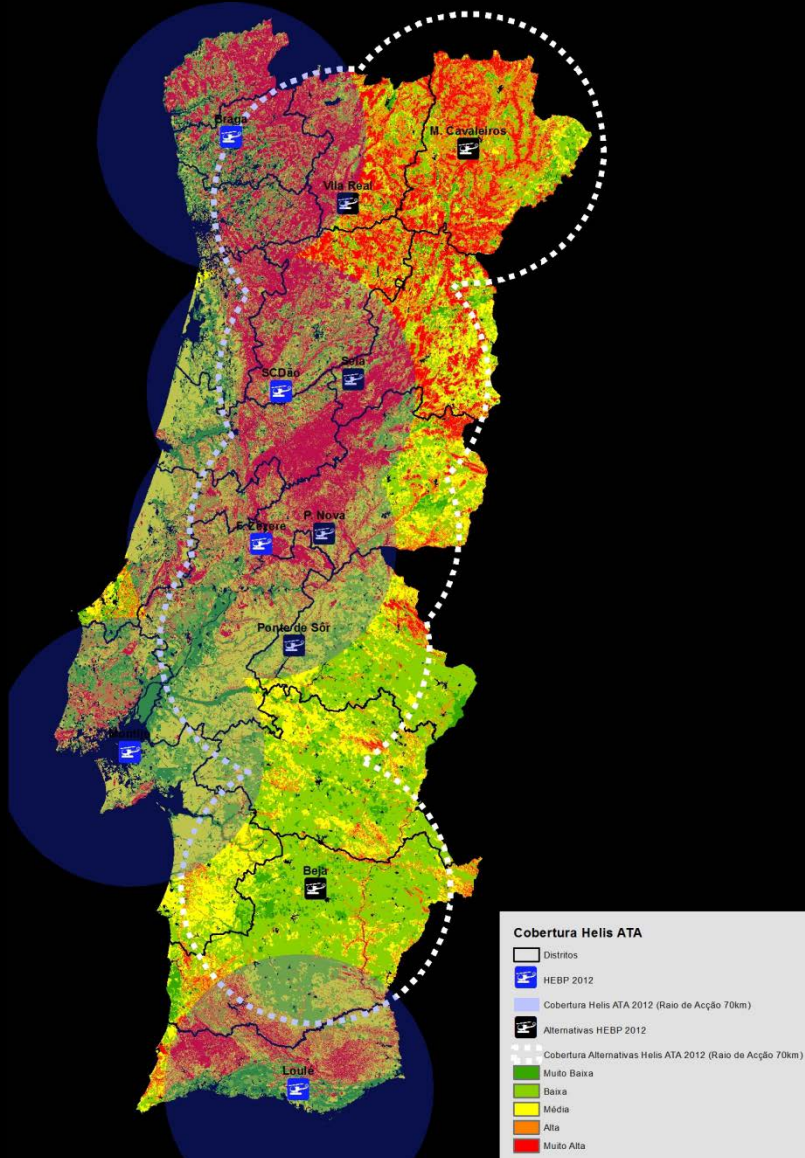 Braga
M. Cavaleiros
Vila Real
SCDão
Seia
F. Zêzere
P. Nova
Ponte de Sôr
Montijo
Beja
Loulé
Cobertura Helis ATA
Distritos
HEBP 2012
Cobertura Helis ATA 2012 (Raio de Acção 70km)
Alternativas HEBP 2012
Cobertura Alternativas Helis ATA 2012 (Raio de Acção 70km)
Muito Baixa
Baixa
Média
Alta
Muito Alta